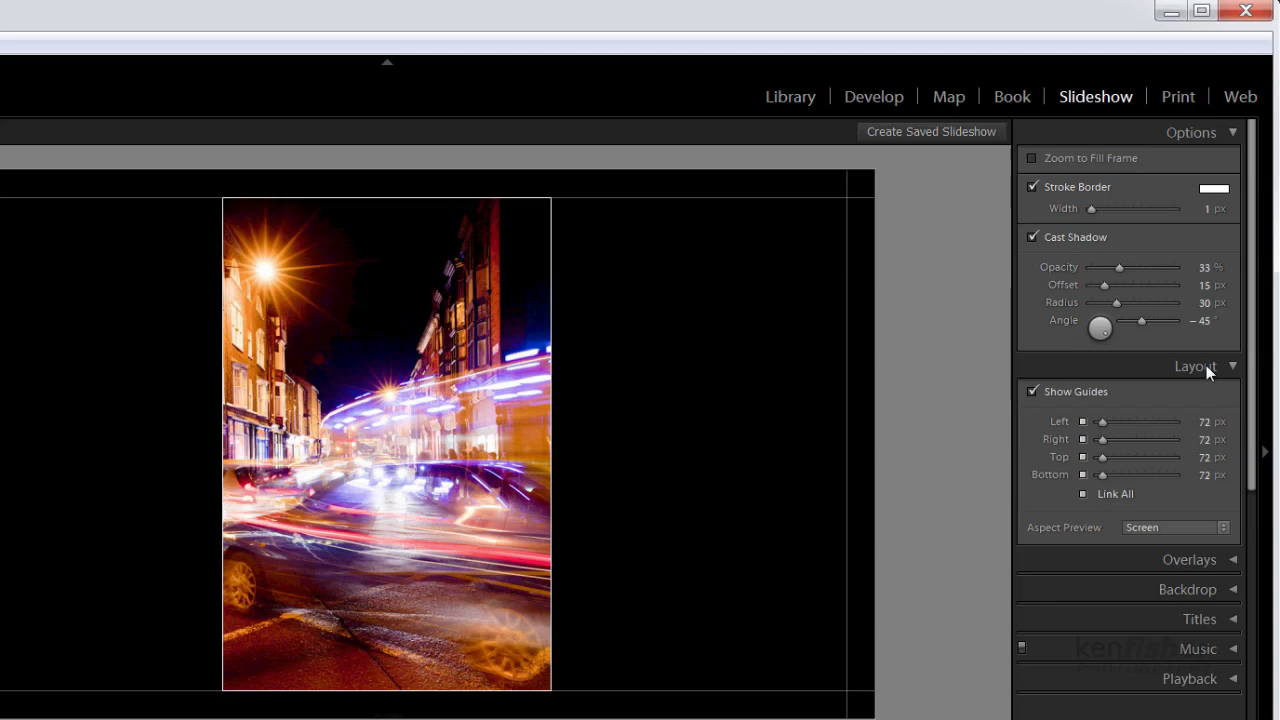 Library Develop Map Book Slideshow Print Web
Create Saved Slideshow
Options
Zoom to Fill Frame
Stroke Border
Width 1 px
Cast Shadow
Opacity 33 %
Offset 15 px
Radius 30 px
Angle – 45 °
Layout
Show Guides
Left 72 px
Right 72 px
Top 72 px
Bottom 72 px
Link All
Aspect Preview Screen
Overlays
Backdrop
Titles
Music
Playback